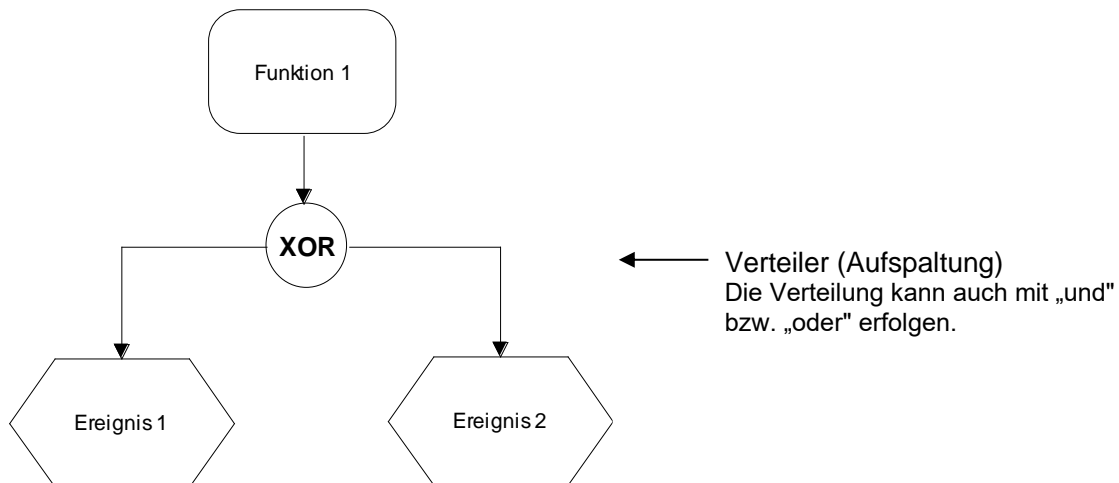 Funktion 1
XOR
Verteiler (Aufspaltung)
Die Verteilung kann auch mit „und"
bzw. „oder" erfolgen.
Ereignis 1
Ereignis 2